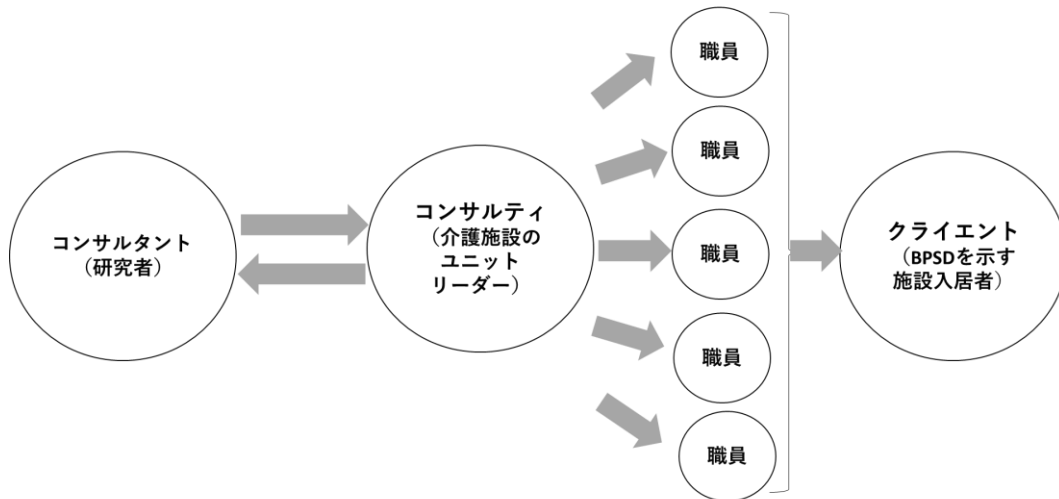 コンサルタント
（研究者）
コンサルティ
（介護施設の
ユニット
リーダー）
職員
職員
職員
職員
職員
クライエント
（BPSDを示す
施設入居者）